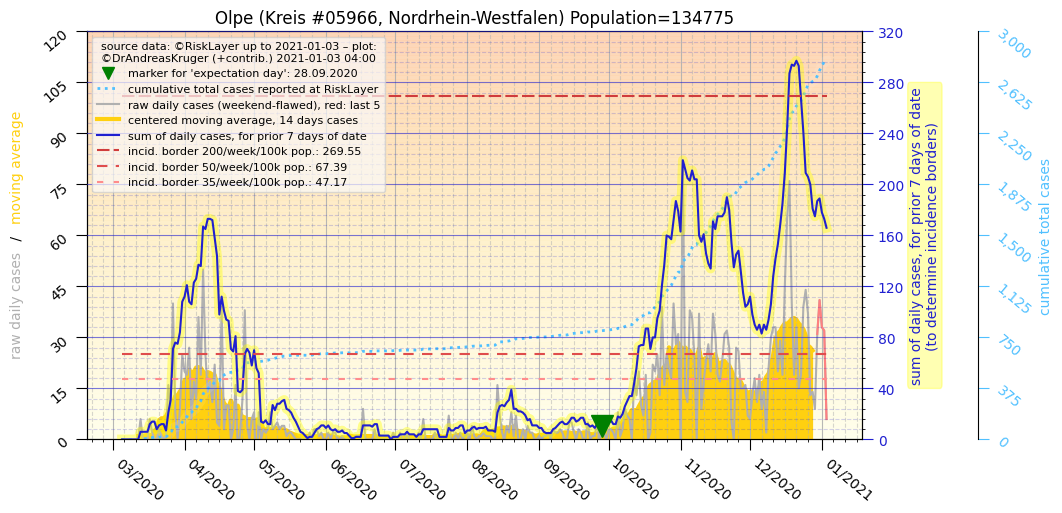 Olpe (Kreis #05966, Nordrhein-Westfalen) Population=134775
source data: ©RiskLayer up to 2021-01-03 – plot:
©DrAndreasKruger (+contrib.) 2021-01-03 04:00
marker for 'expectation day': 28.09.2020
cumulative total cases reported at RiskLayer
raw daily cases (weekend-flawed), red: last 5
centered moving average, 14 days cases
sum of daily cases, for prior 7 days of date
incid. border 200/week/100k pop.: 269.55
incid. border 50/week/100k pop.: 67.39
incid. border 35/week/100k pop.: 47.17
raw daily cases / moving average
120
105
90
75
60
45
30
15
0
03/2020
04/2020
05/2020
06/2020
07/2020
08/2020
09/2020
10/2020
11/2020
12/2020
01/2021
320
280
240
200
160
120
80
40
0
sum of daily cases, for prior 7 days of date
(to determine incidence borders)
3,000
2,625
2,250
1,875
1,500
1,125
750
375
0
cumulative total cases